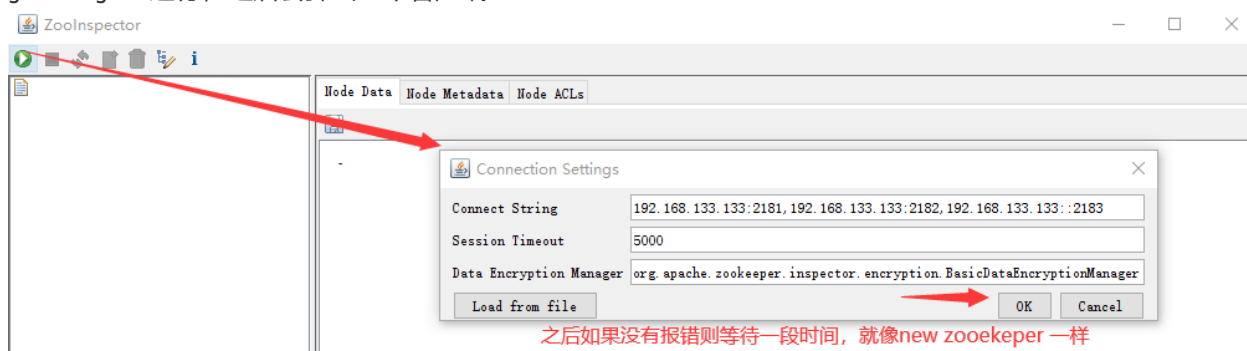 ZooInspector
Node Data Node Metadata Node ACLs
-
Connection Settings
Connect String 192.168.133.133:2181,192.168.133.133:2182,192.168.133.133::2183
Session Timeout 5000
Data Encryption Manager org.apache.zookeeper.inspector.encryption.BasicDataEncryptionManager
Load from file OK Cancel
之后如果没有报错则等待一段时间，就像new zooekeper 一样